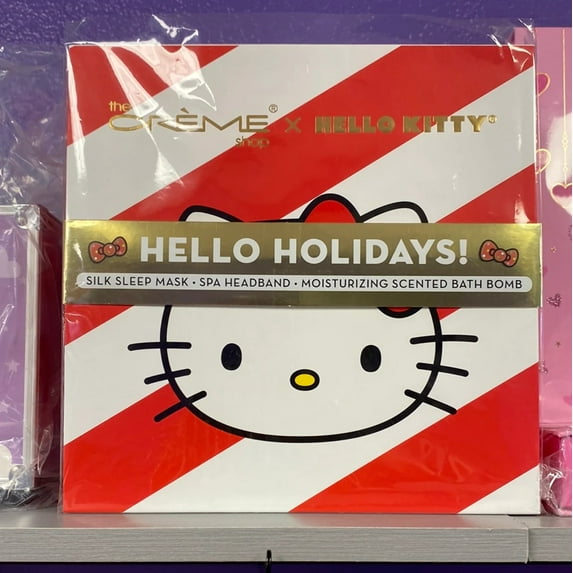 the
CRÈME® x HELLO KITTY®
shop
HELLO HOLIDAYS!
SILK SLEEP MASK • SPA HEADBAND • MOISTURIZING SCENTED BATH BOMB